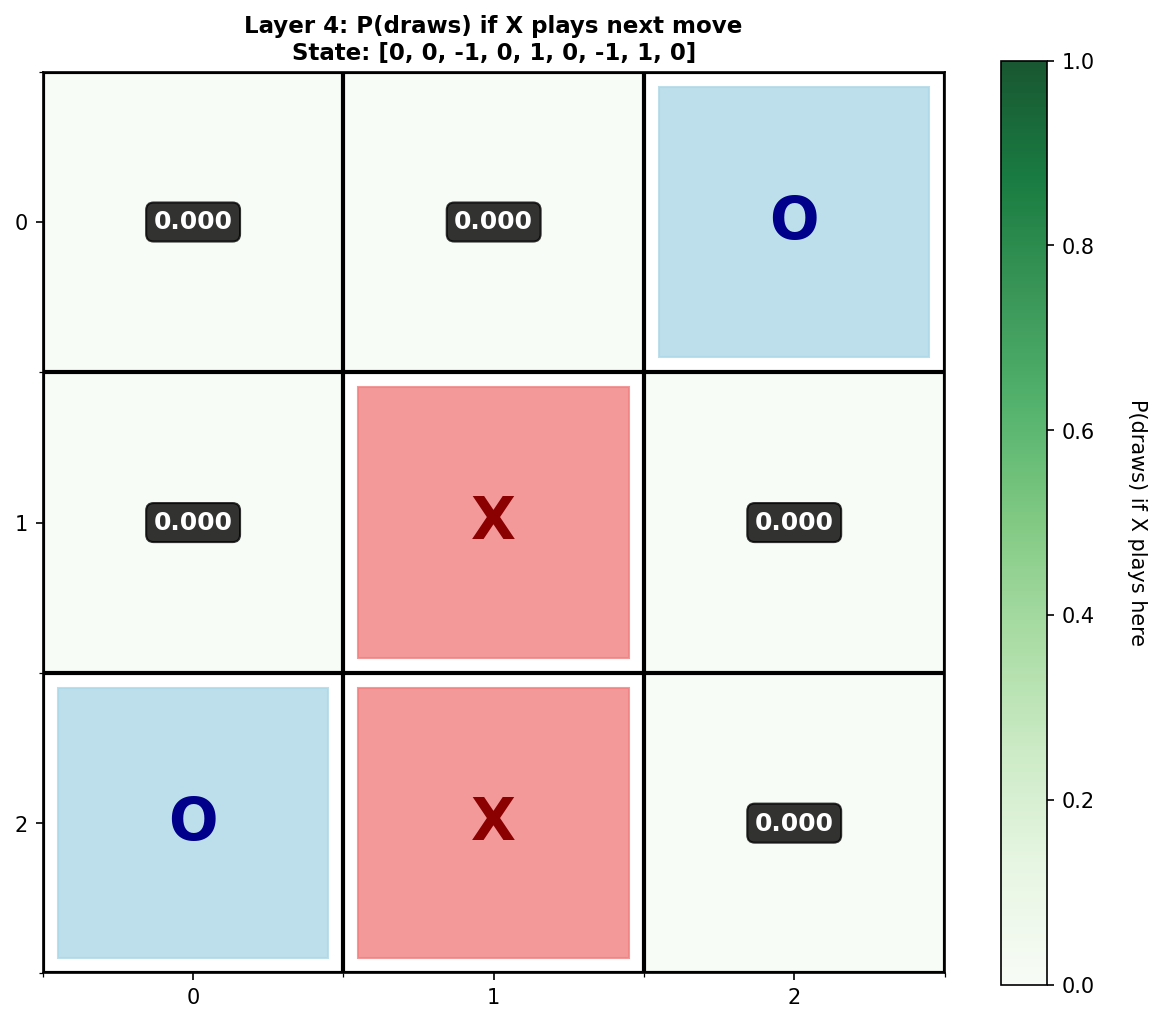 Layer 4: P(draws) if X plays next move
State: [0, 0, -1, 0, 1, 0, -1, 1, 0]
0
0.000
0.000
O
1
0.000
X
0.000
2
O
X
0.000
0
1
2
1.0
0.8
0.6
0.4
0.2
0.0
P(draws) if X plays here